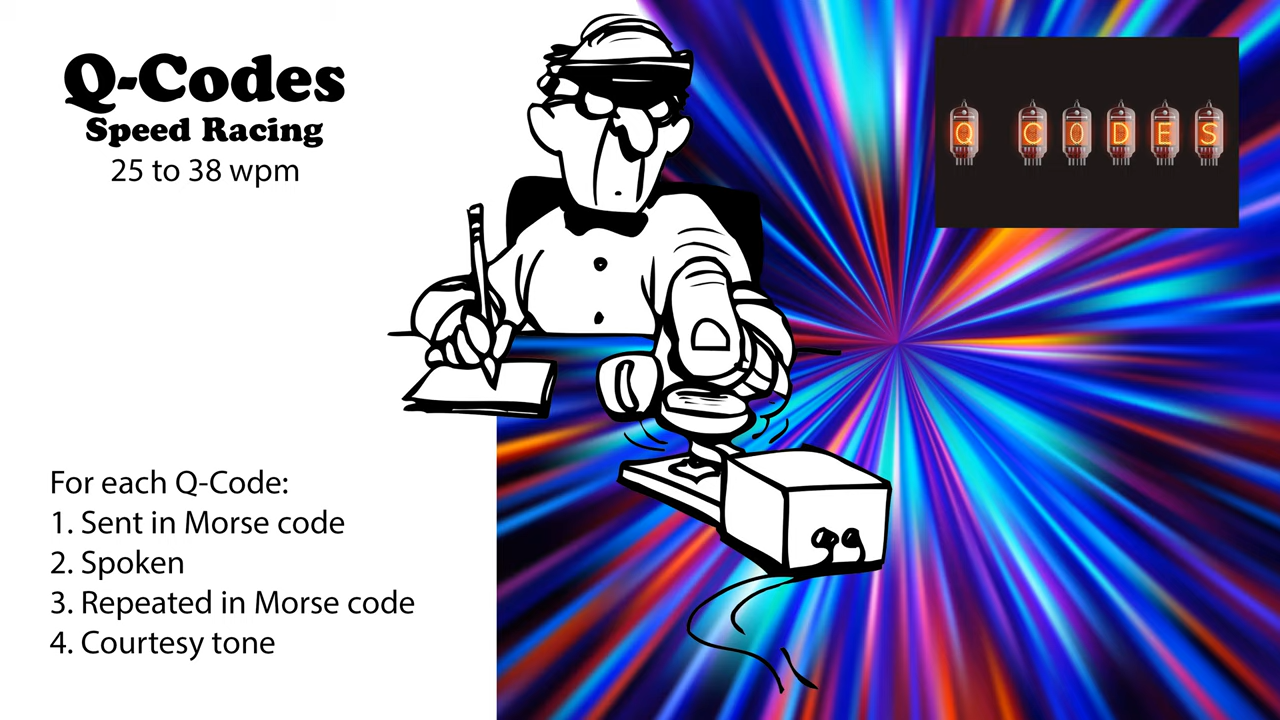 Q-Codes
Speed Racing
25 to 38 wpm
Q CODES
For each Q-Code:
1. Sent in Morse code
2. Spoken
3. Repeated in Morse code
4. Courtesy tone